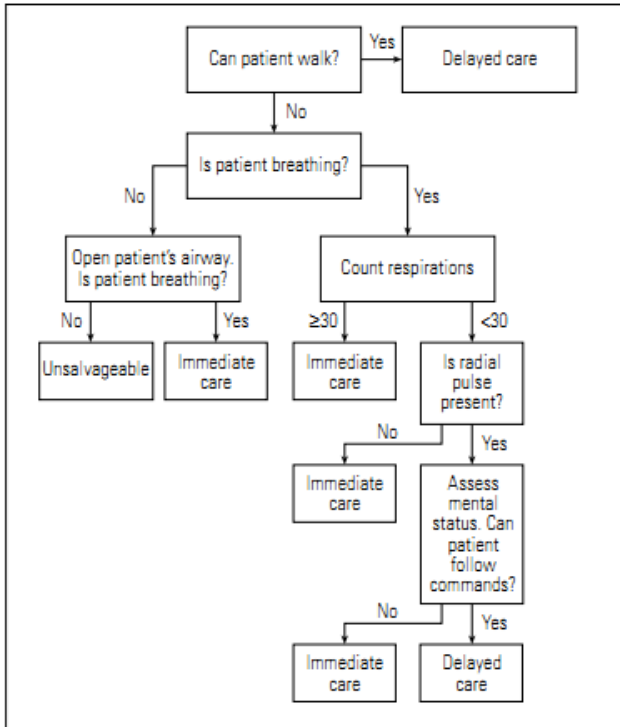 Can patient walk?
Yes
Delayed care
No
Is patient breathing?
No
Yes
Open patient's airway.
Is patient breathing?
Count respirations
No
Yes
≥30
<30
Unsalvageable
Immediate
care
Immediate
care
Is radial
pulse
present?
No
Yes
Immediate
care
Assess
mental
status. Can
patient
follow
commands?
No
Yes
Immediate
care
Delayed
care